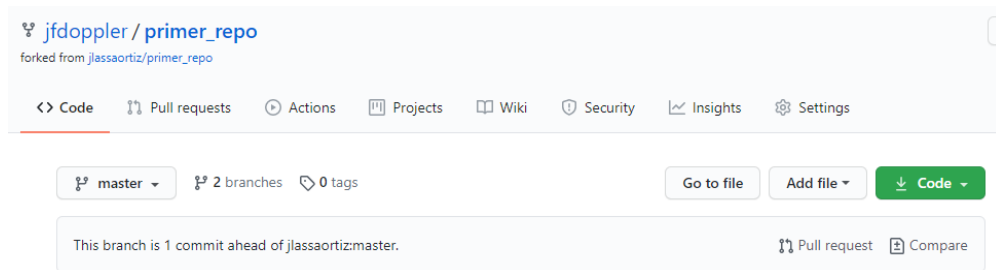 jfdoppler / primer_repo
forked from jlassaortiz/primer_repo
<> Code Pull requests Actions Projects Wiki Security Insights Settings
master 2 branches 0 tags Go to file Add file Code
This branch is 1 commit ahead of jlassaortiz:master. Pull request Compare